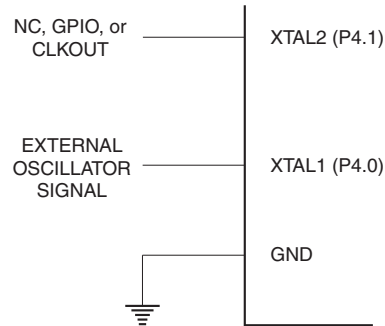 NC, GPIO, or
CLKOUT
XTAL2 (P4.1)
EXTERNAL
OSCILLATOR
SIGNAL
XTAL1 (P4.0)
GND